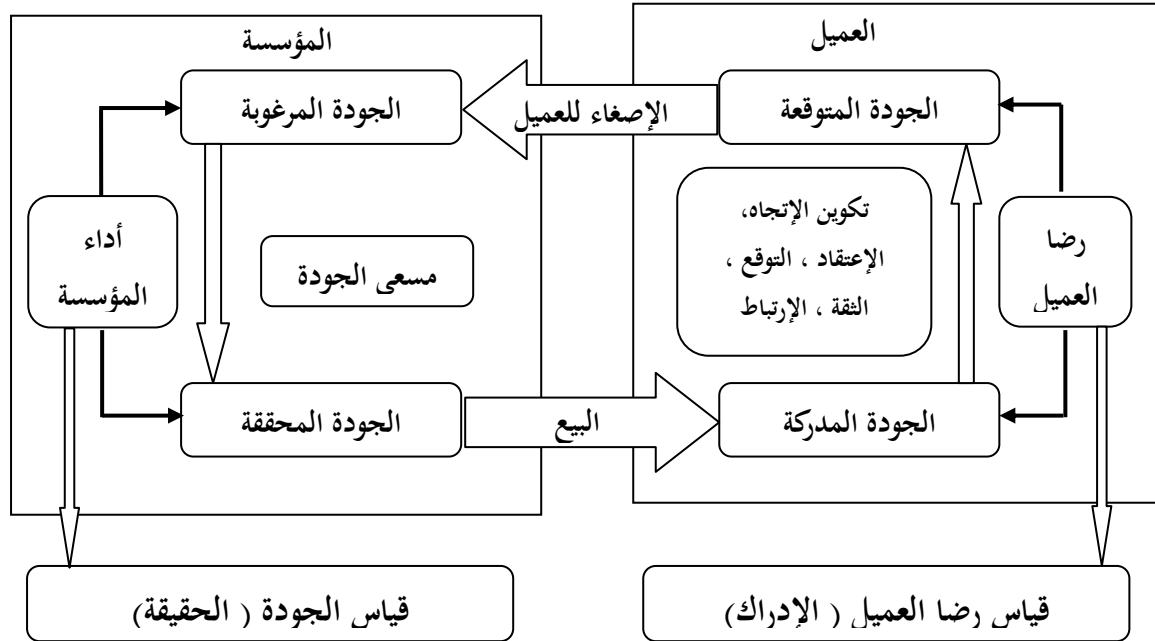 العميل
المؤسسة
الجودة المتوقعة
الإصغاء للعميل
الجودة المرغوبة
رضا
العميل
تكوين الإتجاه،
الإعتقاد ، التوقع ،
الثقة ، الإرتباط
مسعى الجودة
أداء
المؤسسة
الجودة المدركة
البيع
الجودة المحققة
قياس رضا العميل ( الإدراك)
قياس الجودة ( الحقيقة)